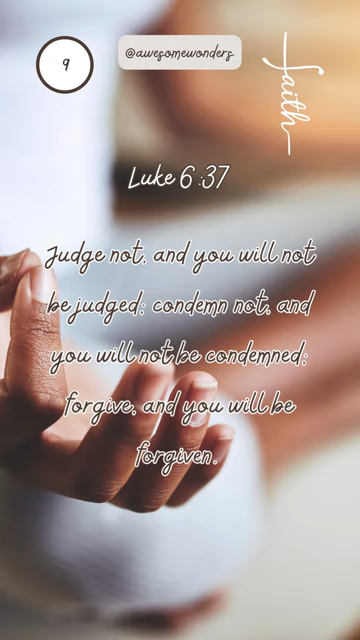 9
@awesomewonders
faith
Luke 6:37
Judge not, and you will not
be judged; condemn not, and
you will not be condemned;
forgive, and you will be
forgiven.